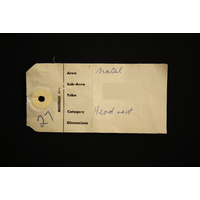 Area Natal
Sub-Area
Tribe
Category Head rest
Dimensions
27